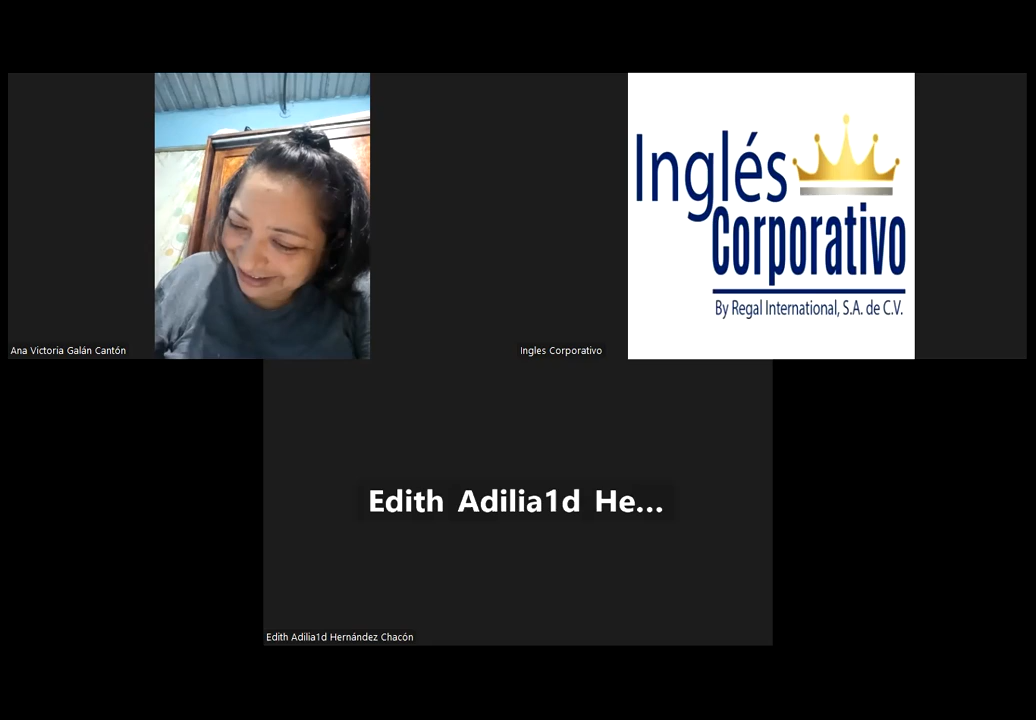 Inglés
Corporativo
By Regal International, S.A. de C.V.
Ana Victoria Galán Cantón
Ingles Corporativo
Edith Adilia1d He...
Edith Adilia1d Hernández Chacón